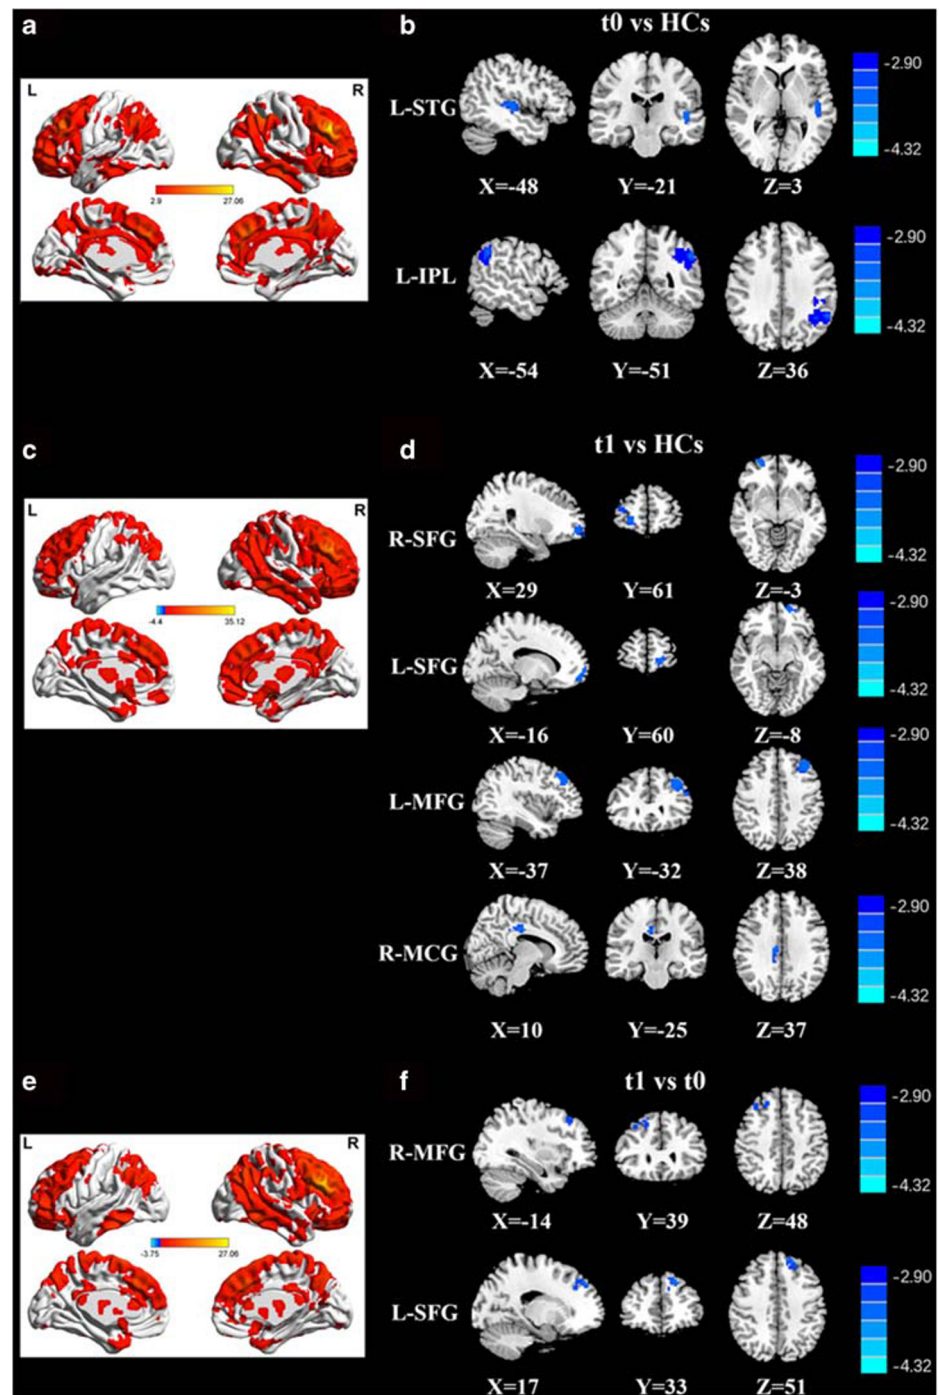 a
L R
2.9 27.06
b
t0 vs HCs
L-STG
X=-48 Y=-21 Z=3
-2.90
-4.32
L-IPL
X=-54 Y=-51 Z=36
-2.90
-4.32
c
L R
-4.4 35.12
d
t1 vs HCs
R-SFG
X=29 Y=61 Z=-3
-2.90
-4.32
L-SFG
X=-16 Y=60 Z=-8
-2.90
-4.32
L-MFG
X=-37 Y=-32 Z=38
-2.90
-4.32
R-MCG
X=10 Y=-25 Z=37
-2.90
-4.32
e
L R
-3.75 27.06
f
t1 vs t0
R-MFG
X=-14 Y=39 Z=48
-2.90
-4.32
L-SFG
X=17 Y=33 Z=51
-2.90
-4.32